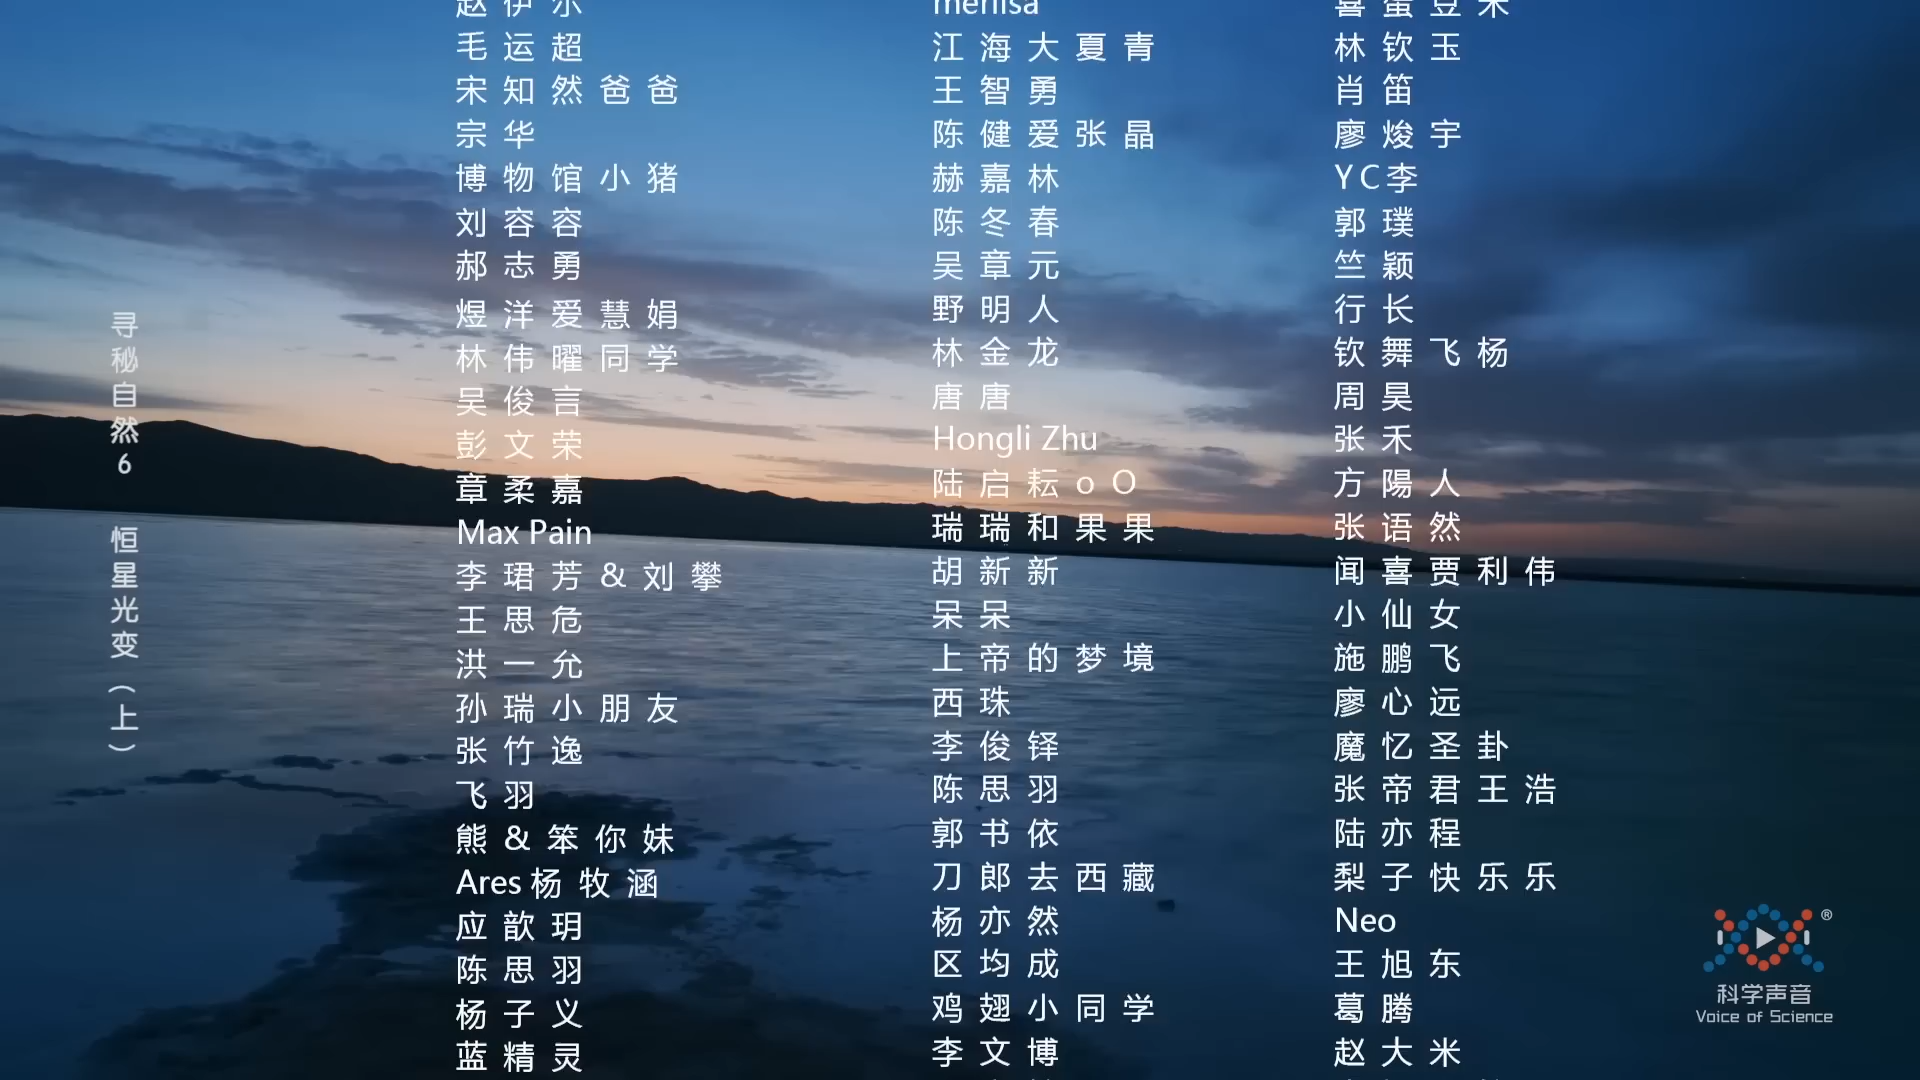 寻秘自然6 恒星光变（上）
赵伊尔
毛运超
宋知然爸爸
宗华
博物馆小猪
刘容容
郝志勇
煜洋爱慧娟
林伟曜同学
吴俊言
彭文荣
章柔嘉
Max Pain
李珺芳&刘攀
王思危
洪一允
孙瑞小朋友
张竹逸
飞羽
熊&笨你妹
Ares杨牧涵
应歆玥
陈思羽
杨子义
蓝精灵
江海大夏青
王智勇
陈健爱张晶
赫嘉林
陈冬春
吴章元
野明人
林金龙
唐唐
Hongli Zhu
陆启耘oO
瑞瑞和果果
胡新新
呆呆
上帝的梦境
西珠
李俊铎
陈思羽
郭书依
刀郎去西藏
杨亦然
区均成
鸡翅小同学
李文博
喜蛋豆米
林钦玉
肖笛
廖焌宇
YC李
郭璞
竺颖
行长
钦舞飞杨
周昊
张禾
方陽人
张语然
闻喜贾利伟
小仙女
施鹏飞
廖心远
魔忆圣卦
张帝君王浩
陆亦程
梨子快乐乐
Neo
王旭东
葛腾
赵大米
®
科学声音
Voice of Science